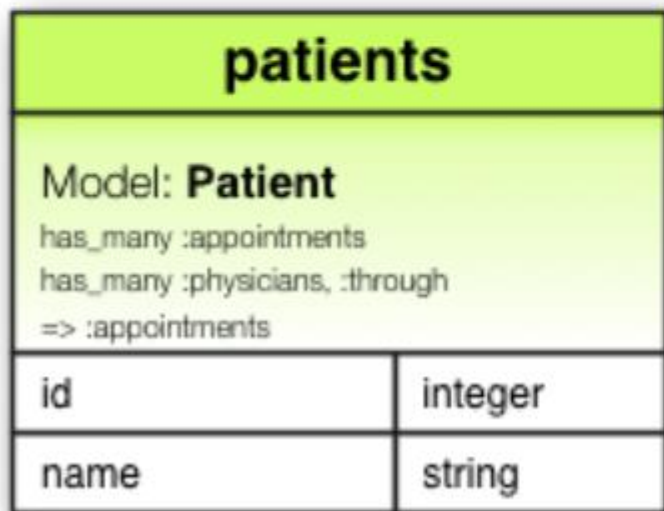 patients
Model: Patient
has_many :appointments
has_many :physicians, :through
=> :appointments
id integer
name string